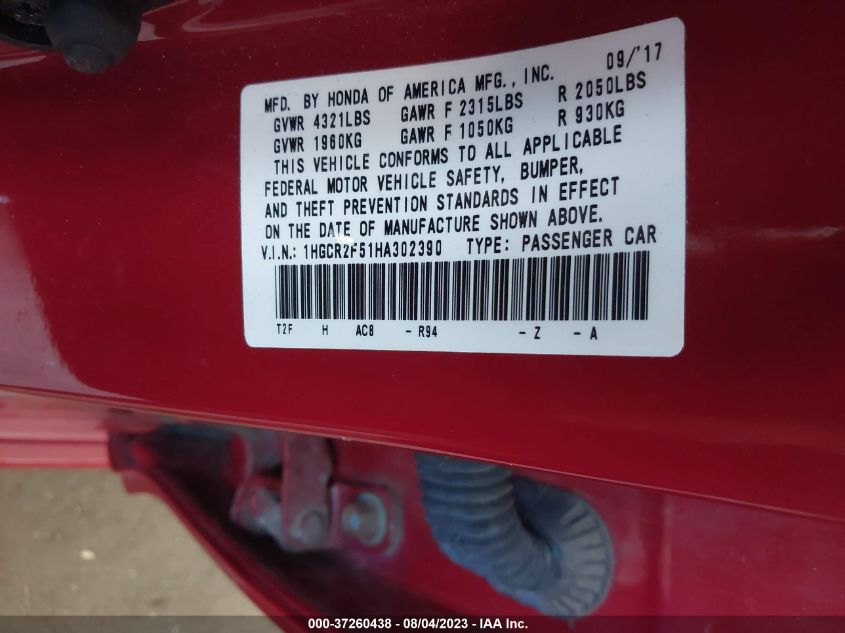 09/'17
MFD. BY HONDA OF AMERICA MFG., INC.
GVWR 4321LBS GAWR F 2315LBS R 2050LBS
GVWR 1960KG GAWR F 1050KG R 930KG
THIS VEHICLE CONFORMS TO ALL APPLICABLE
FEDERAL MOTOR VEHICLE SAFETY, BUMPER,
AND THEFT PREVENTION STANDARDS IN EFFECT
ON THE DATE OF MANUFACTURE SHOWN ABOVE.
V.I.N.: 1HGCR2F51HA302390 TYPE: PASSENGER CAR
T2F H AC8 - R94 - Z - A
000-37260438 - 08/04/2023 - IAA Inc.